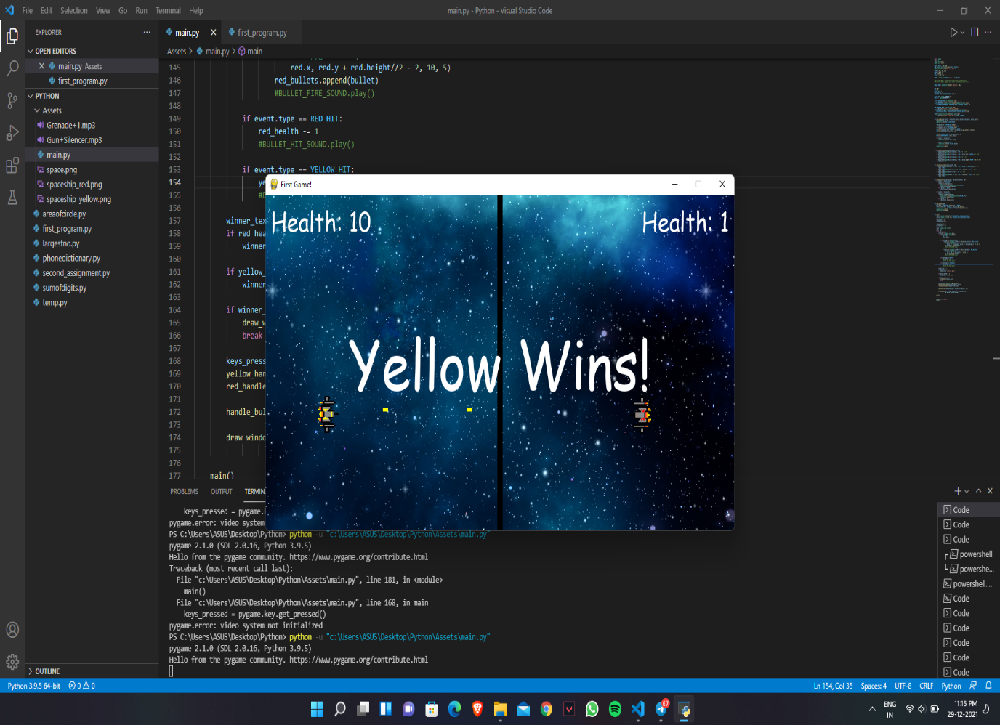 File Edit Selection View Go Run Terminal Help
main.py - Python - Visual Studio Code
EXPLORER
OPEN EDITORS
main.py Assets
first_program.py
PYTHON
Assets
Grenade+1.mp3
Gun+Silencer.mp3
main.py
space.png
spaceship_red.png
spaceship_yellow.png
areaofcircle.py
first_program.py
largestno.py
phonedictionary.py
second_assignment.py
sumofdigits.py
temp.py
OUTLINE
main.py first_program.py
Assets > main.py > main
145 red.x, red.y + red.height//2 - 2, 10, 5)
146 red_bullets.append(bullet)
147 #BULLET_FIRE_SOUND.play()
148
149 if event.type == RED_HIT:
150 red_health -= 1
151 #BULLET_HIT_SOUND.play()
152
153 if event.type == YELLOW_HIT:
154 ye
155 #B
156
157 winner_tex
158 if red_hea
159 winner
160
161 if yellow_
162 winner
163
164 if winner_
165 draw_w
166 break
167
168 keys_press
169 yellow_han
170 red_handle
171
172 handle_bul
173
174 draw_windo
175
176
177 main()
First Game!
Health: 10
Health: 1
Yellow Wins!
PROBLEMS OUTPUT TERMIN
keys_pressed = pygame.k
pygame.error: video system
PS C:\Users\ASUS\Desktop\Python> python -u "c:\Users\ASUS\Desktop\Python\Assets\main.py"
pygame 2.1.0 (SDL 2.0.16, Python 3.9.5)
Hello from the pygame community. https://www.pygame.org/contribute.html
Traceback (most recent call last):
File "c:\Users\ASUS\Desktop\Python\Assets\main.py", line 181, in <module>
main()
File "c:\Users\ASUS\Desktop\Python\Assets\main.py", line 168, in main
keys_pressed = pygame.key.get_pressed()
pygame.error: video system not initialized
PS C:\Users\ASUS\Desktop\Python> python -u "c:\Users\ASUS\Desktop\Python\Assets\main.py"
pygame 2.1.0 (SDL 2.0.16, Python 3.9.5)
Hello from the pygame community. https://www.pygame.org/contribute.html
Code
Code
Code
powershell
powershe...
powershell....
Code
Code
Code
Code
Code
Code
Python 3.9.5 64-bit 0 0
Ln 154, Col 35 Spaces: 4 UTF-8 CRLF Python
67
ENG
IN
11:15 PM
29-12-2021